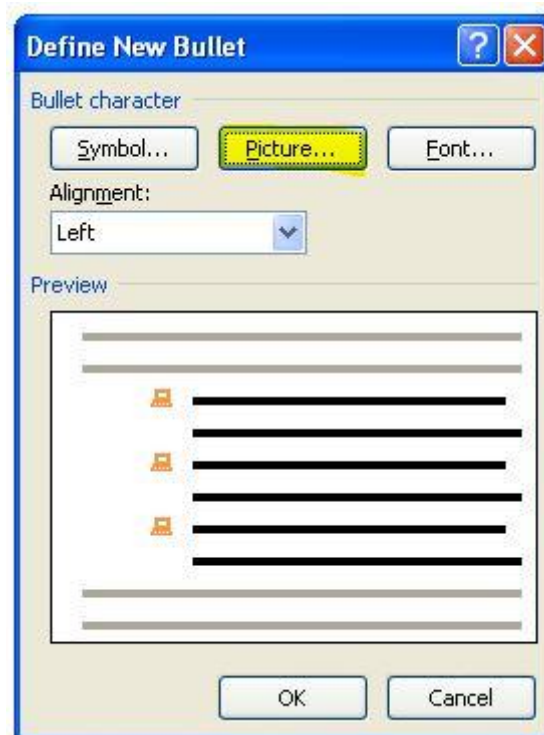 Define New Bullet ?
Bullet character
Symbol... Picture... Font...
Alignment:
Left
Preview
OK Cancel